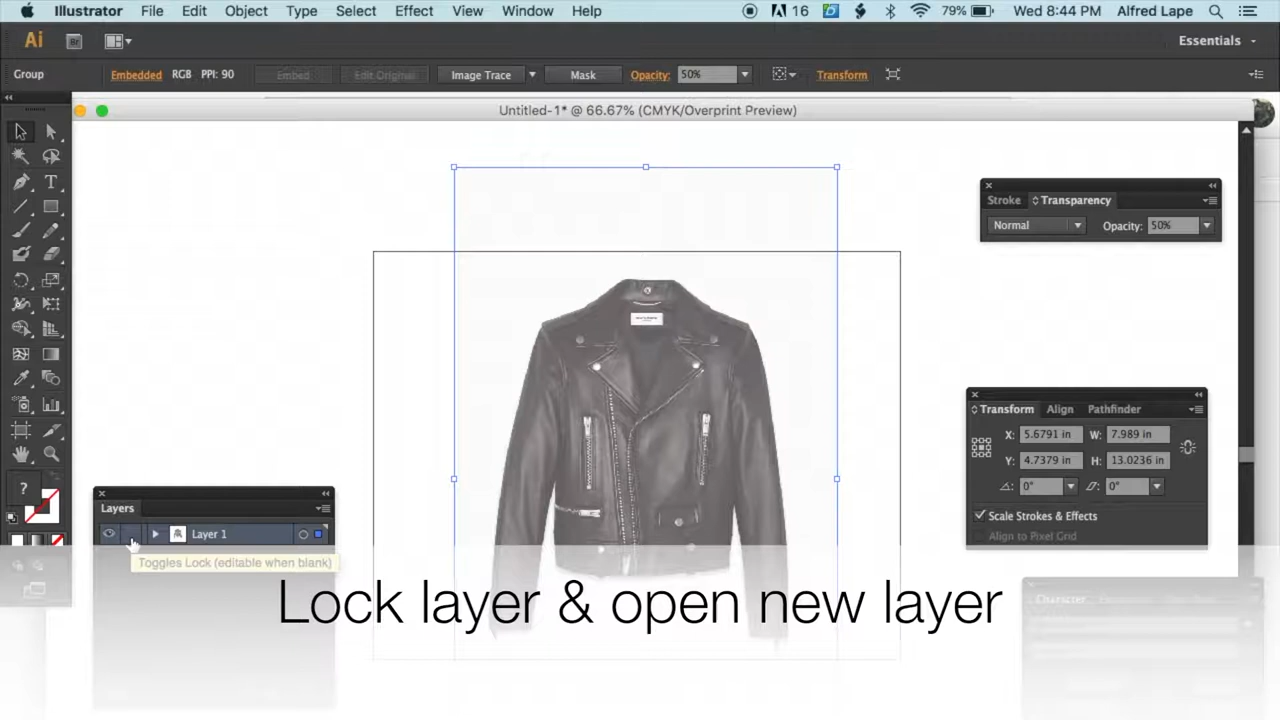 Illustrator File Edit Object Type Select Effect View Window Help 16 79% Wed 8:44 PM Alfred Lape
Ai Br Essentials
Group Embedded RGB PPI: 90 Embed Edit Original Image Trace Mask Opacity: 50% Transform
Untitled-1* @ 66.67% (CMYK/Overprint Preview)
Stroke Transparency
Normal Opacity: 50%
Transform Align Pathfinder
X: 5.6791 in W: 7.989 in
Y: 4.7379 in H: 13.0236 in
0° 0°
Scale Strokes & Effects
Align to Pixel Grid
Layers
Layer 1
Toggles Lock (editable when blank)
Lock layer & open new layer
Character